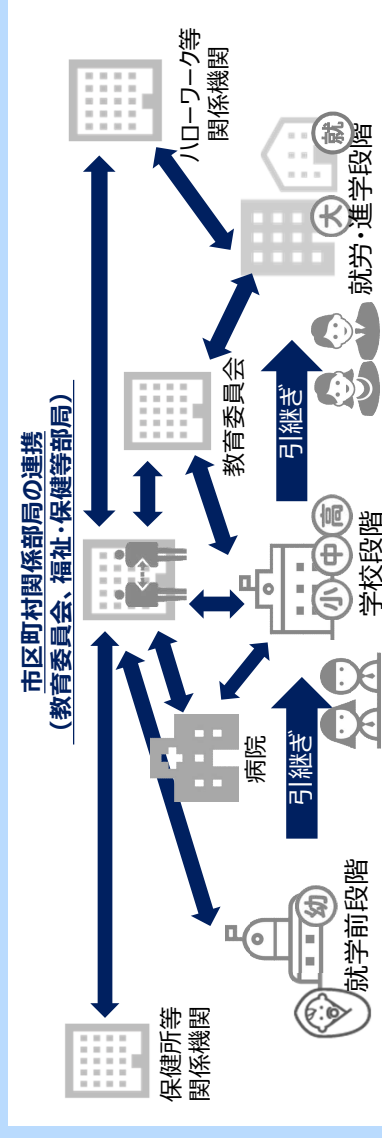 市区町村関係部局の連携
（教育委員会、福祉・保健等部局）
保健所等
関係機関
ハローワーク等
関係機関
病院
教育委員会
幼
就学前段階
引継ぎ
小
中
高
学校段階
引継ぎ
大
就
就労・進学段階